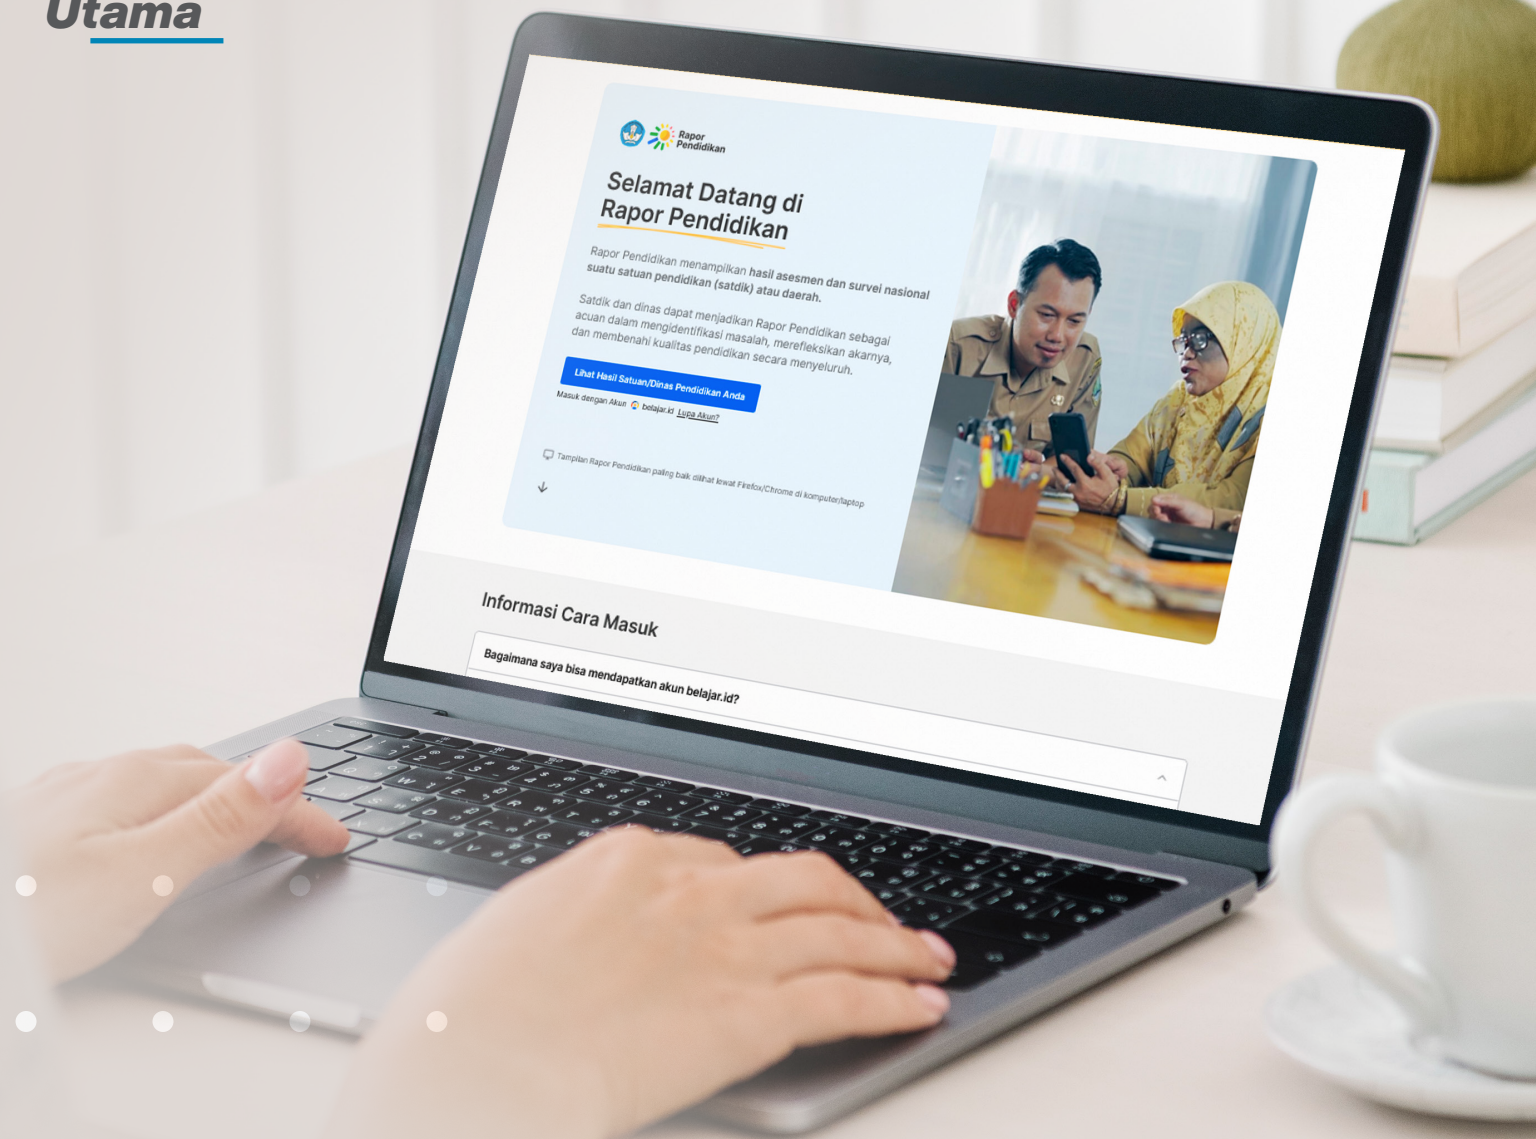 Utama
Rapor
Pendidikan
Selamat Datang di
Rapor Pendidikan
Rapor Pendidikan menampilkan hasil asesmen dan survei nasional
suatu satuan pendidikan (satdik) atau daerah.
Satdik dan dinas dapat menjadikan Rapor Pendidikan sebagai
acuan dalam mengidentifikasi masalah, merefleksikan akarnya,
dan membenahi kualitas pendidikan secara menyeluruh.
Lihat Hasil Satuan/Dinas Pendidikan Anda
Masuk dengan Akun belajar.id Lupa Akun?
Tampilan Rapor Pendidikan paling baik dilihat lewat Firefox/Chrome di komputer/laptop
Informasi Cara Masuk
Bagaimana saya bisa mendapatkan akun belajar.id?